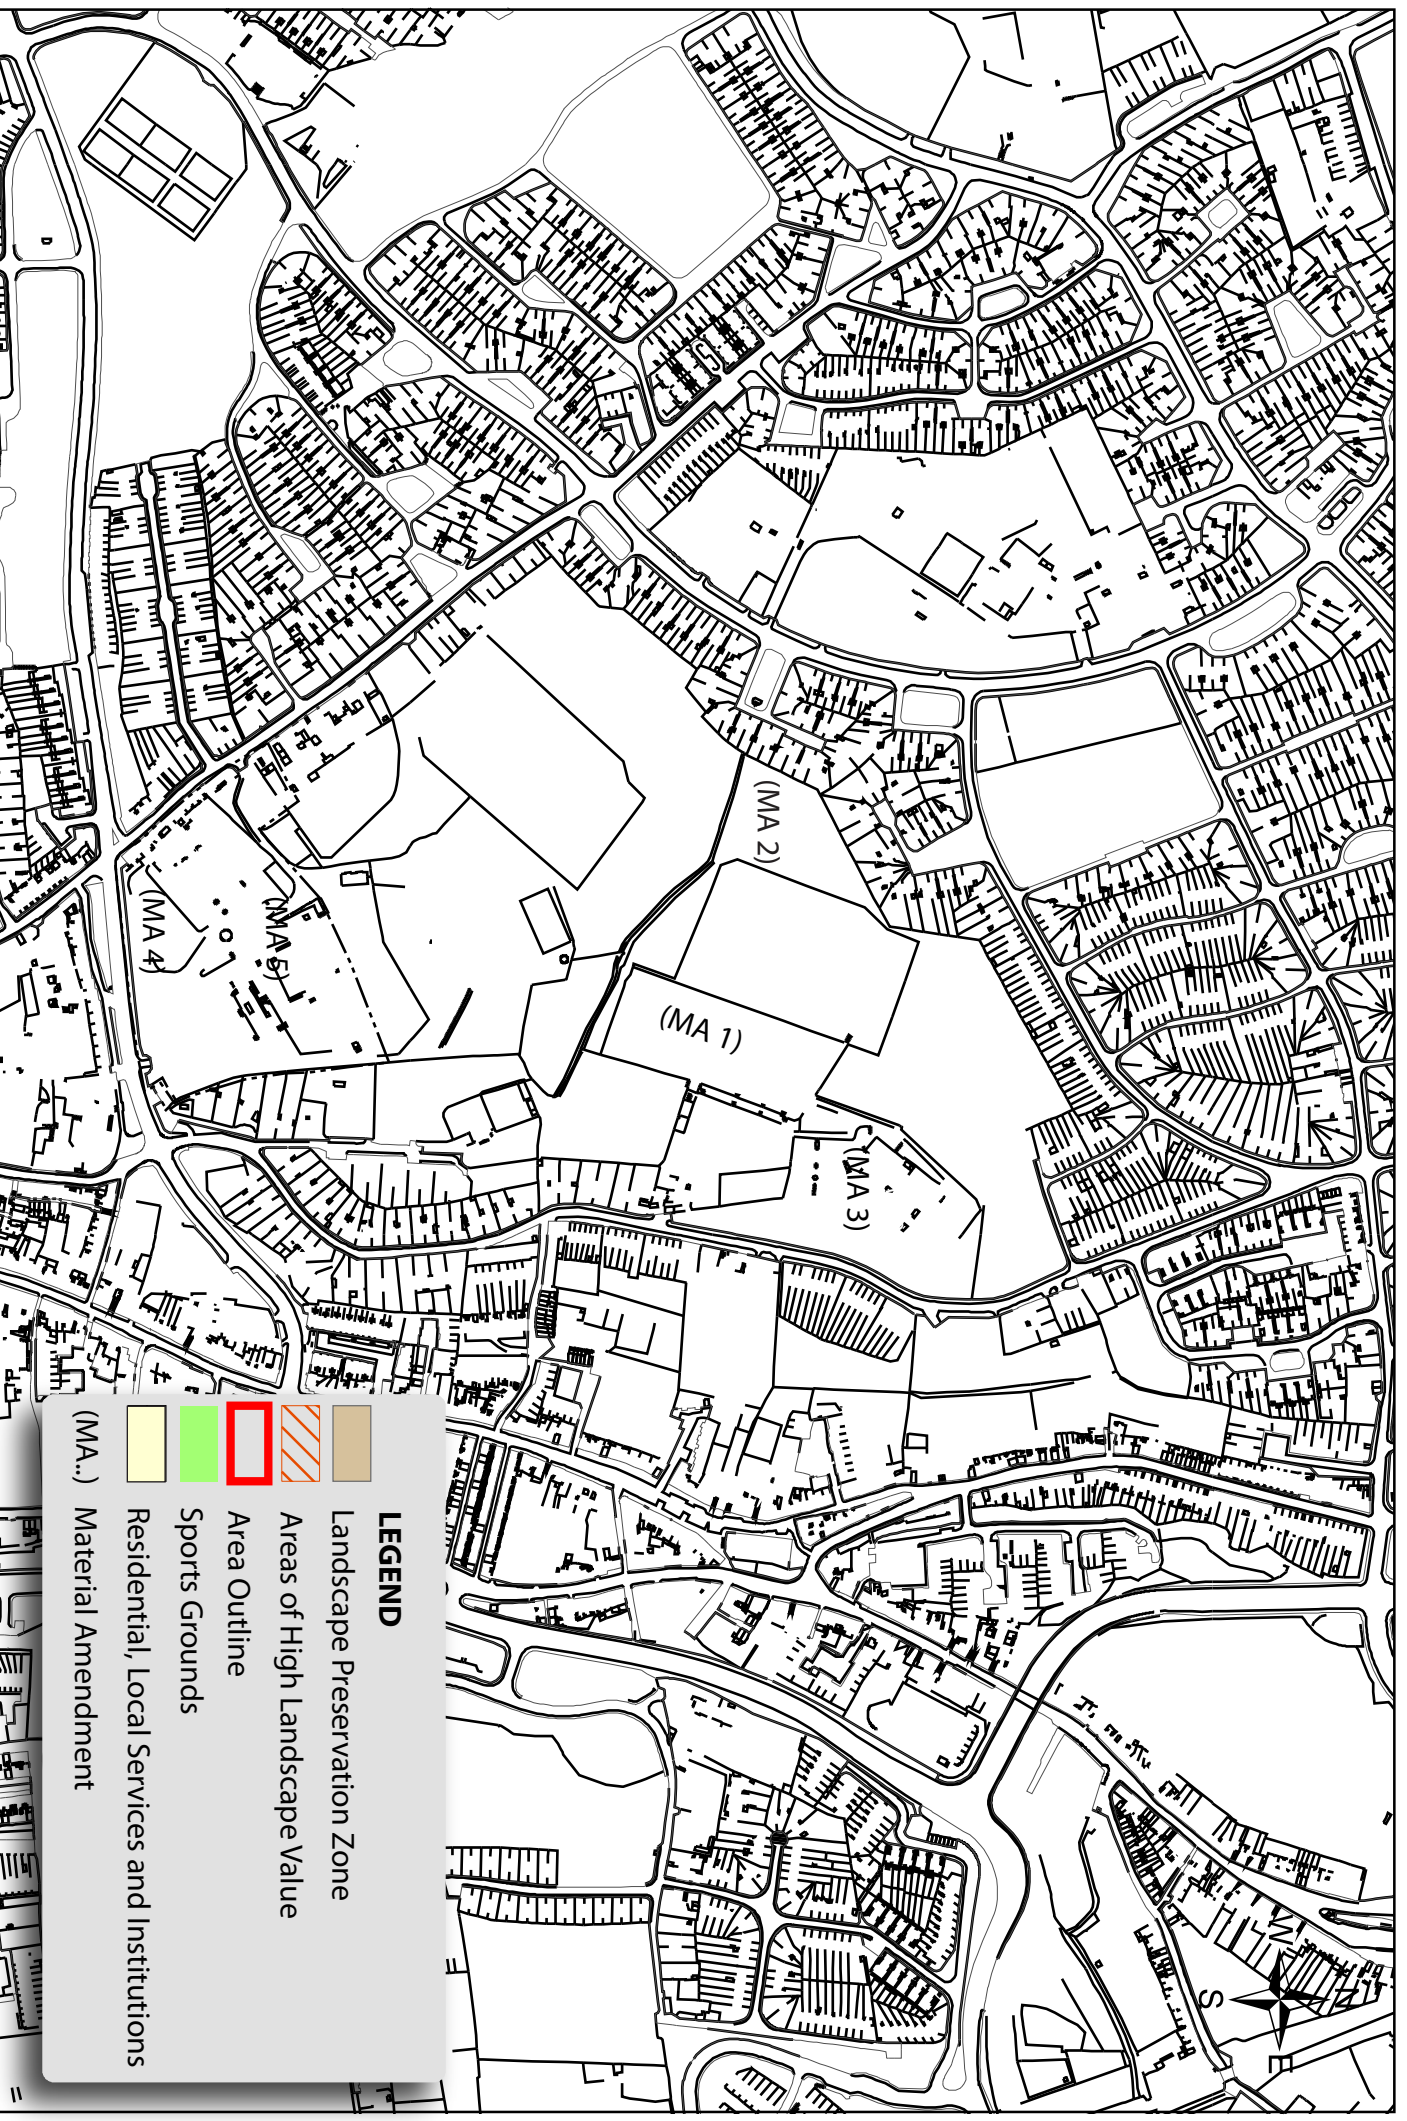 (MA 2)
(MA 1)
(MA 3)
(MA 5)
(MA 4)
N
W
E
S
LEGEND
Landscape Preservation Zone
Areas of High Landscape Value
Area Outline
Sports Grounds
Residential, Local Services and Institutions
(MA..) Material Amendment